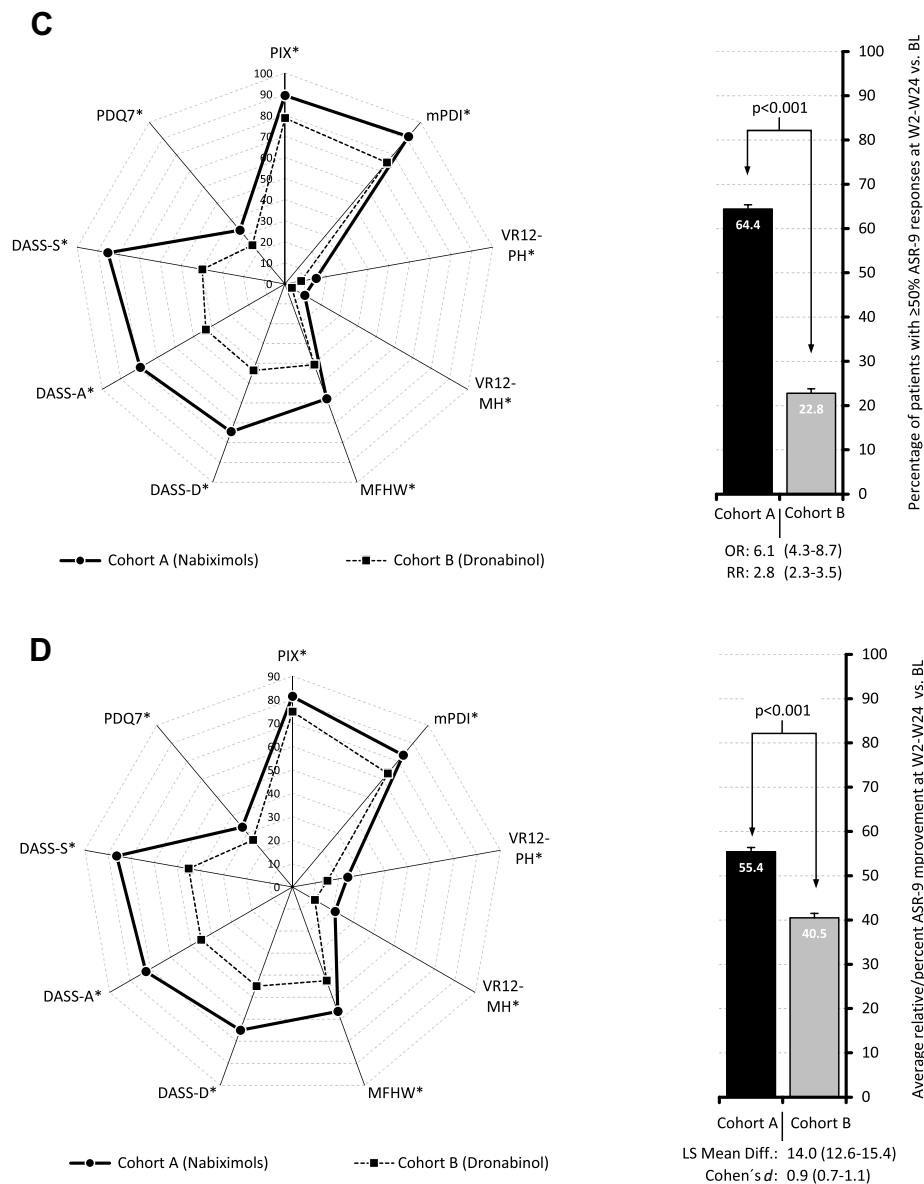 C
PIX*
100
90
80
70
60
50
40
30
20
10
0
mPDI*
VR12-
PH*
VR12-
MH*
MFHW*
DASS-D*
DASS-A*
DASS-S*
PDQ7*
Cohort A (Nabiximols)
Cohort B (Dronabinol)
100
90
80
70
60
50
40
30
20
10
0
Percentage of patients with ≥50% ASR-9 responses at W2-W24 vs. BL
p<0.001
64.4
22.8
Cohort A
Cohort B
OR: 6.1 (4.3-8.7)
RR: 2.8 (2.3-3.5)
D
PIX*
90
80
70
60
50
40
30
20
10
0
mPDI*
VR12-
PH*
VR12-
MH*
MFHW*
DASS-D*
DASS-A*
DASS-S*
PDQ7*
Cohort A (Nabiximols)
Cohort B (Dronabinol)
100
90
80
70
60
50
40
30
20
10
0
Average relative/percent ASR-9 mprovement at W2-W24 vs. BL
p<0.001
55.4
40.5
Cohort A
Cohort B
LS Mean Diff.: 14.0 (12.6-15.4)
Cohen´s d: 0.9 (0.7-1.1)